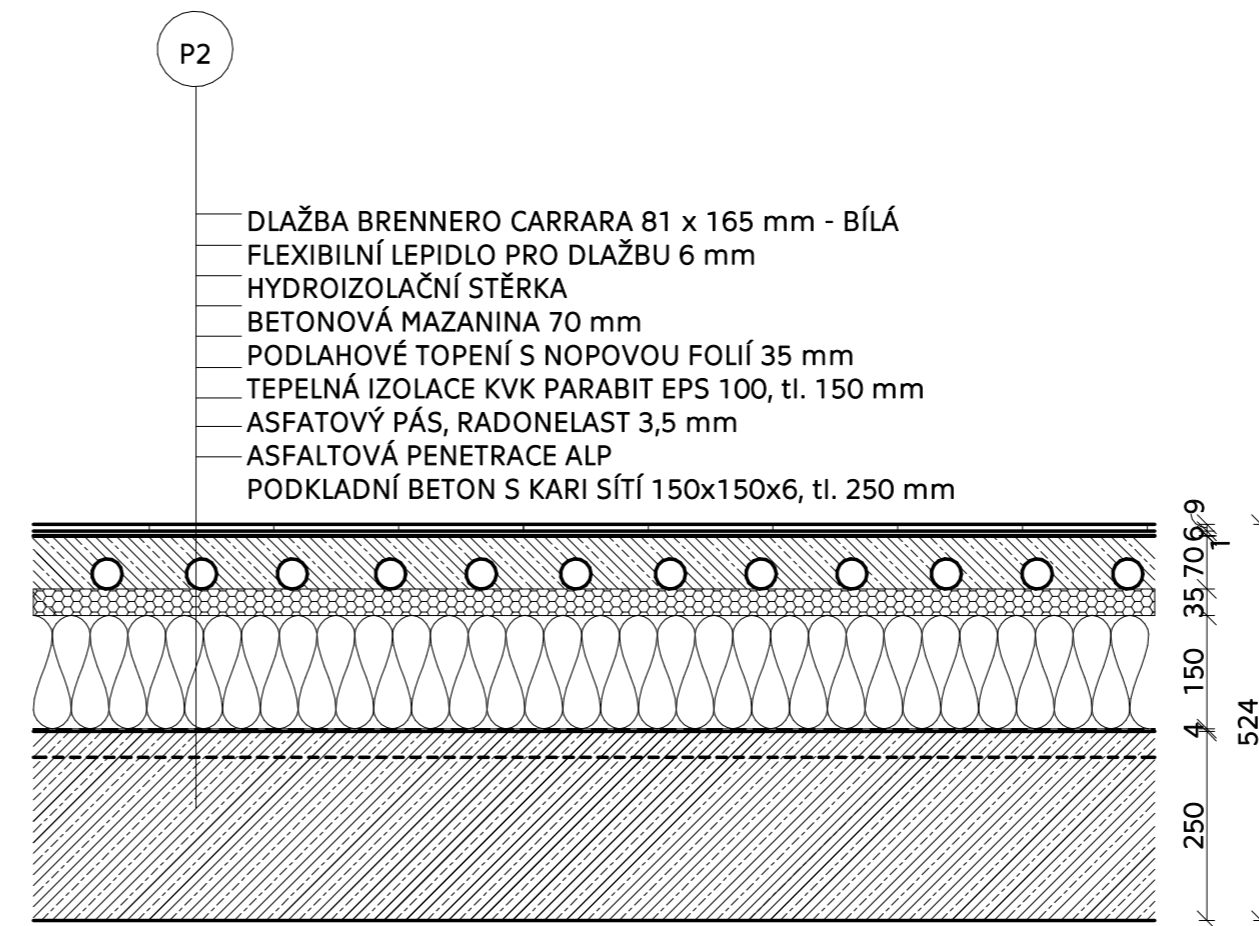 P2
DLAŽBA BRENNERO CARRARA 81 x 165 mm - BÍLÁ
FLEXIBILNÍ LEPIDLO PRO DLAŽBU 6 mm
HYDROIZOLAČNÍ STĚRKA
BETONOVÁ MAZANINA 70 mm
PODLAHOVÉ TOPENÍ S NOPOVOU FOLIÍ 35 mm
TEPELNÁ IZOLACE KVK PARABIT EPS 100, tl. 150 mm
ASFATOVÝ PÁS, RADONELAST 3,5 mm
ASFALTOVÁ PENETRACE ALP
PODKLADNÍ BETON S KARI SÍTÍ 150x150x6, tl. 250 mm
9
6
1
70
35
150
4
250
524